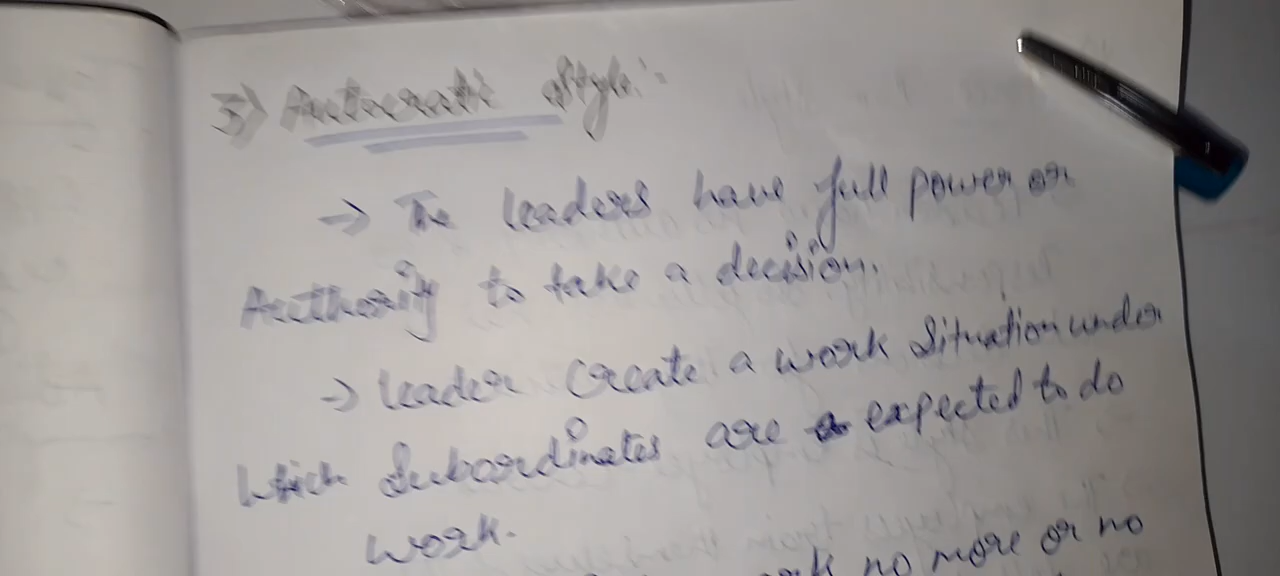 3) Autocratic Style:-
→ The leaders have full power or
Authority to take a decision.
→ leader create a work situation under
which Subordinates are expected to do
work.
work no more or no